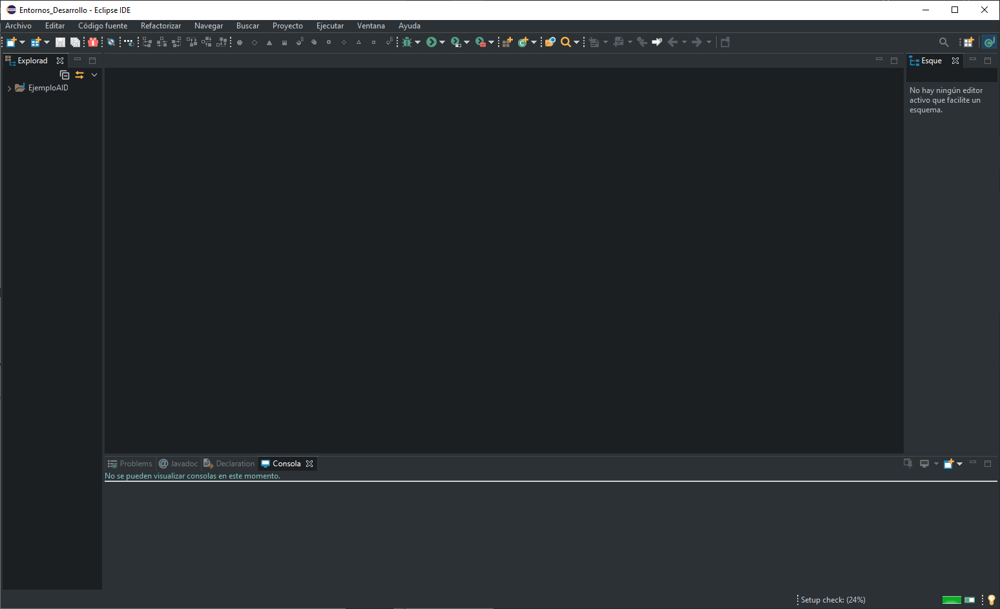 Entornos_Desarrollo - Eclipse IDE
Archivo Editar Código fuente Refactorizar Navegar Buscar Proyecto Ejecutar Ventana Ayuda
Explorad
Esque
EjemploAID
No hay ningún editor
activo que facilite un
esquema.
Problems @ Javadoc Declaration Consola
No se pueden visualizar consolas en este momento.
Setup check: (24%)